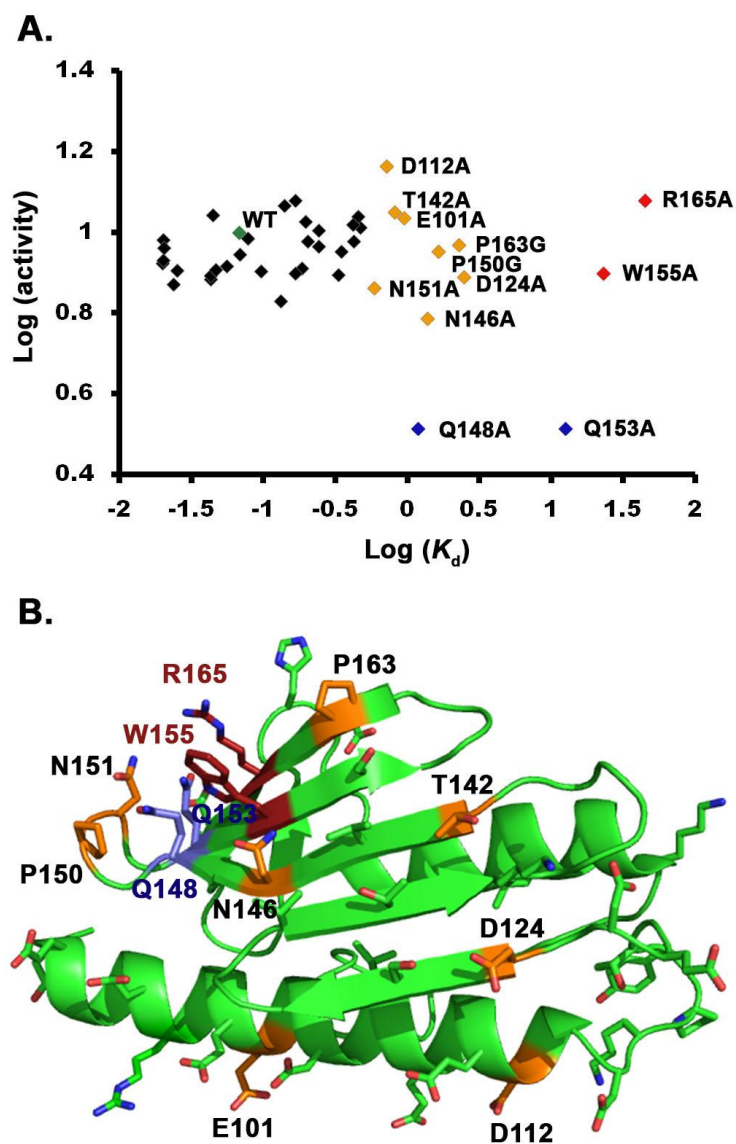 A.
1.4
1.2
1
0.8
0.6
0.4
Log (activity)
WT
D112A
T142A
E101A
P163G
P150G
D124A
N151A
N146A
R165A
W155A
Q148A
Q153A
-2
-1.5
-1
-0.5
0
0.5
1
1.5
2
Log (Kd)
B.
R165
P163
W155
N151
T142
Q153
P150
Q148
N146
D124
E101
D112